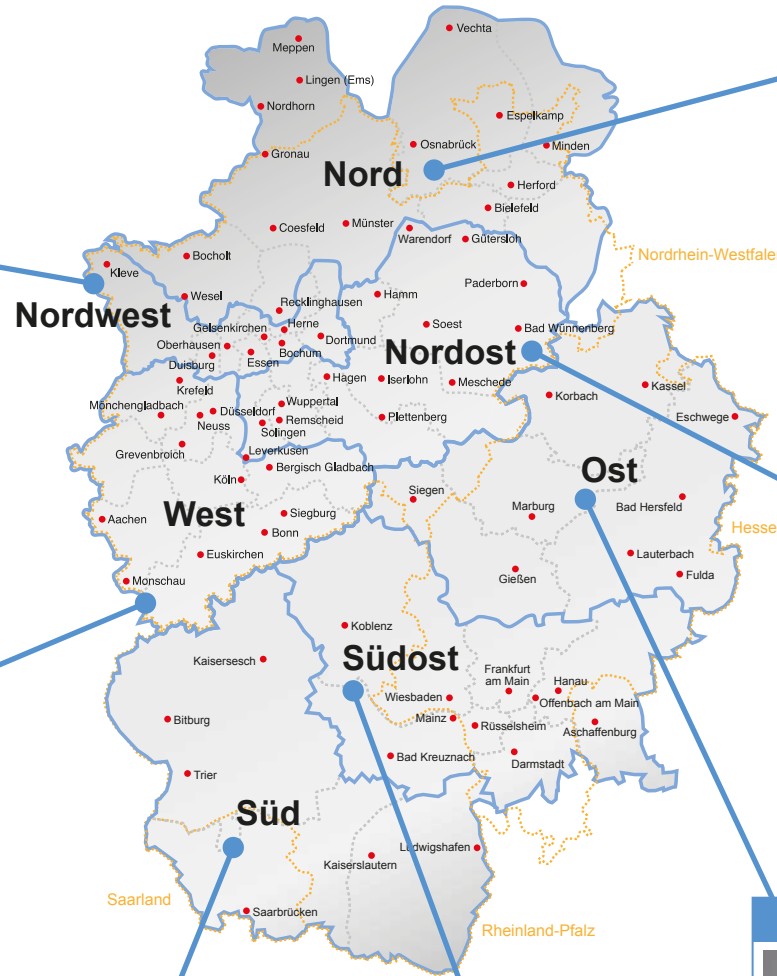 Vechta
Meppen
Lingen (Ems)
Nordhorn
Espelkamp
Osnabrück
Minden
Gronau
Nord
Herford
Bielefeld
Münster
Coesfeld
Warendorf
Gütersloh
Nordrhein-Westfale
Bocholt
Kleve
Paderborn
Hamm
Wesel
Nordwest
Recklinghausen
Gelsenkirchen
Herne
Soest
Bad Wünnenberg
Oberhausen
Dortmund
Nordost
Bochum
Essen
Duisburg
Hagen
Iserlohn
Meschede
Kassel
Krefeld
Korbach
Wuppertal
Mönchengladbach
Düsseldorf
Neuss
Remscheid
Solingen
Plettenberg
Eschwege
Grevenbroich
Leverkusen
Bergisch Gladbach
Ost
Köln
Siegen
Bad Hersfeld
West
Siegburg
Marburg
Aachen
Bonn
Hesse
Euskirchen
Lauterbach
Gießen
Fulda
Monschau
Koblenz
Südost
Kaisersesch
Frankfurt
am Main
Hanau
Wiesbaden
Offenbach am Main
Mainz
Rüsselsheim
Aschaffenburg
Bitburg
Bad Kreuznach
Darmstadt
Trier
Süd
Ludwigshafen
Kaiserslautern
Saarland
Saarbrücken
Rheinland-Pfalz